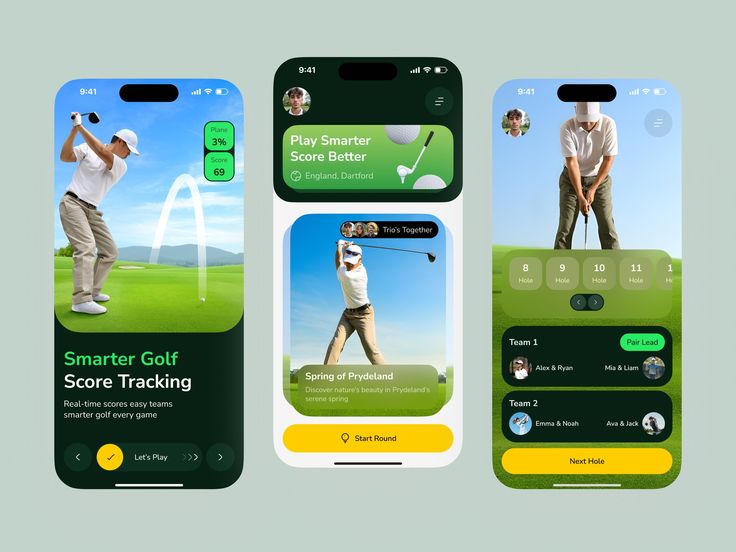 9:41
Plane
3%
Score
69
Smarter Golf
Score Tracking
Real-time scores easy teams
smarter golf every game
Let's Play
9:41
Play Smarter
Score Better
England, Dartford
Trio's Together
Spring of Prydeland
Discover nature's beauty in Prydeland's
serene spring
Start Round
9:41
8 9 10 11 1
Hole Hole Hole Hole H
Team 1 Pair Lead
Alex & Ryan Mia & Liam
Team 2
Emma & Noah Ava & Jack
Next Hole